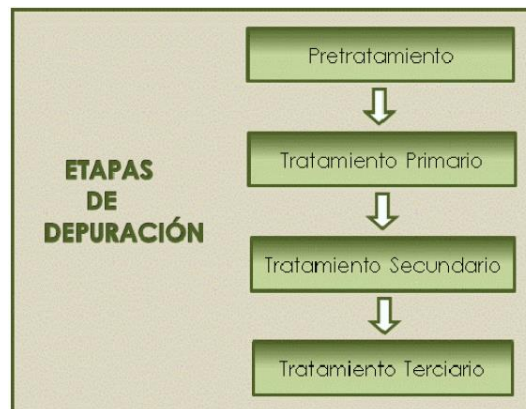 ETAPAS
DE
DEPURACIÓN
Pretratamiento
Tratamiento Primario
Tratamiento Secundario
Tratamiento Terciario